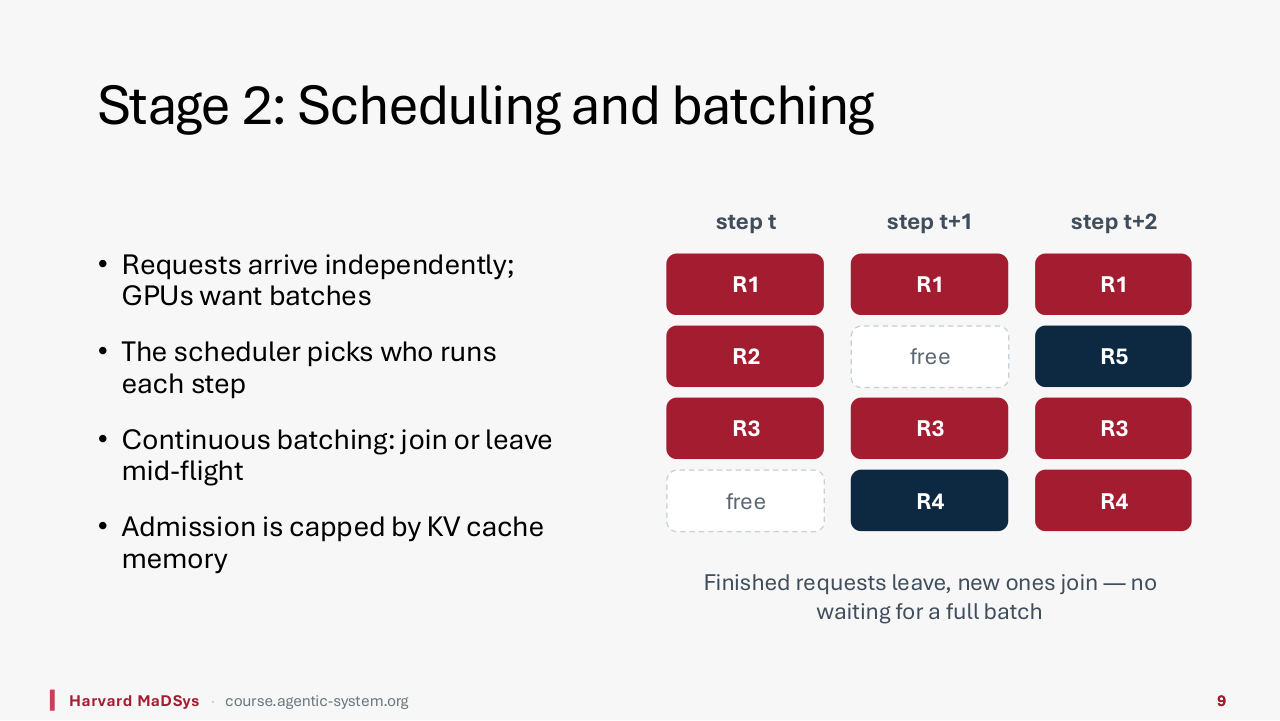 Stage 2: Scheduling and batching
• Requests arrive independently;
GPUs want batches
• The scheduler picks who runs
each step
• Continuous batching: join or leave
mid-flight
• Admission is capped by KV cache
memory
step t step t+1 step t+2
R1 R1 R1
R2 free R5
R3 R3 R3
free R4 R4
Finished requests leave, new ones join — no
waiting for a full batch
Harvard MaDSys · course.agentic-system.org 9